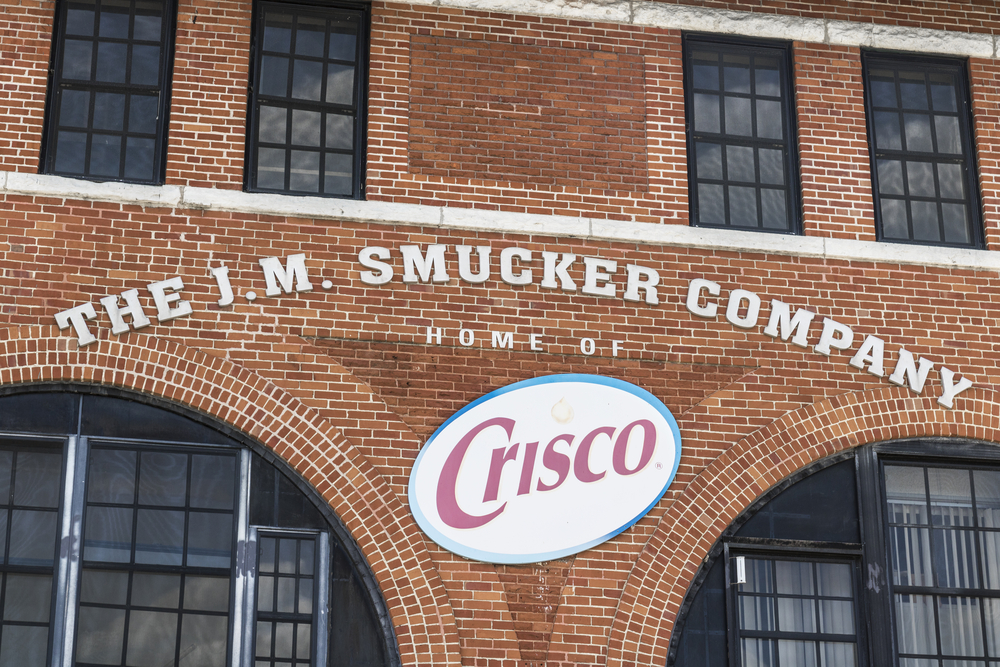 THE J.M. SMUCKER COMPANY
HOME OF
Crisco®